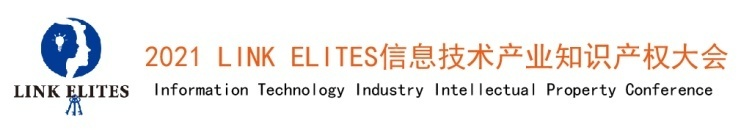 LINK ELITES
2021 LINK ELITES信息技术产业知识产权大会
Information Technology Industry Intellectual Property Conference